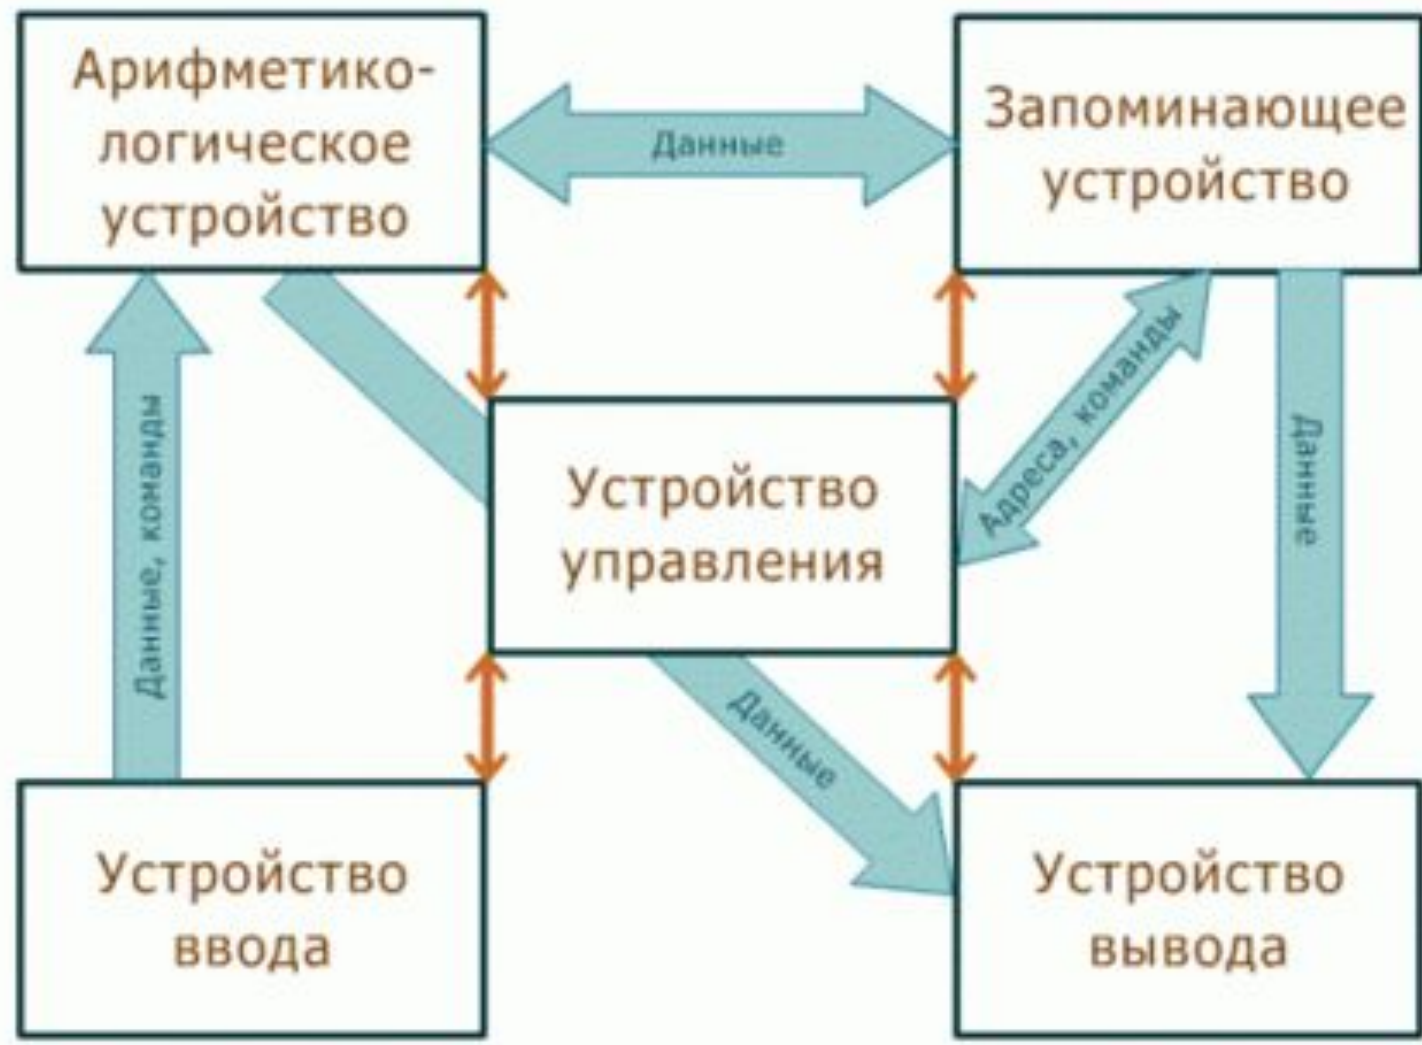 Арифметико-
логическое
устройство
Данные
Запоминающее
устройство
Данные, команды
Устройство
управления
Адреса, команды
Данные
Данные
Устройство
ввода
Устройство
вывода